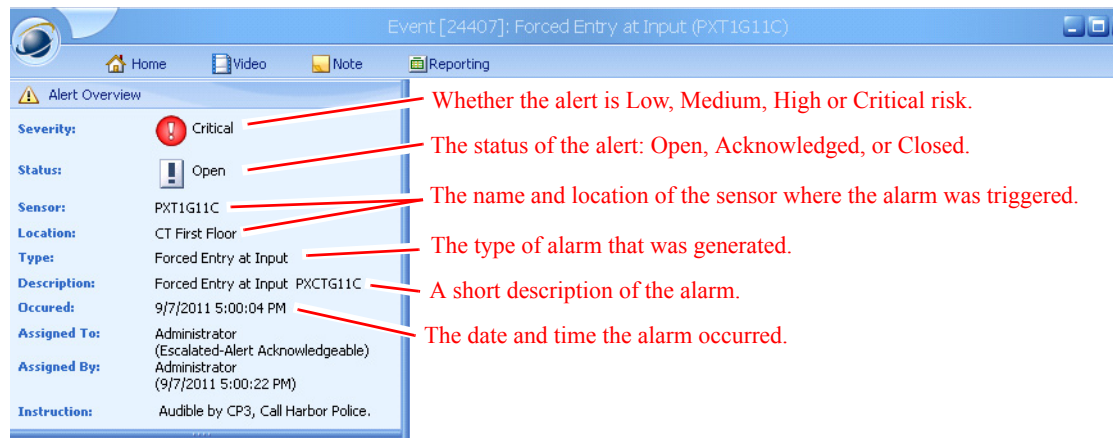 Event [24407]: Forced Entry at Input (PXT1G11C)
Home Video Note Reporting
Alert Overview
Severity: Critical
Whether the alert is Low, Medium, High or Critical risk.
Status: Open
The status of the alert: Open, Acknowledged, or Closed.
Sensor: PXT1G11C
The name and location of the sensor where the alarm was triggered.
Location: CT First Floor
Type: Forced Entry at Input
The type of alarm that was generated.
Description: Forced Entry at Input PXCTG11C
A short description of the alarm.
Occured: 9/7/2011 5:00:04 PM
The date and time the alarm occurred.
Assigned To: Administrator
(Escalated-Alert Acknowledgeable)
Assigned By: Administrator
(9/7/2011 5:00:22 PM)
Instruction: Audible by CP3, Call Harbor Police.